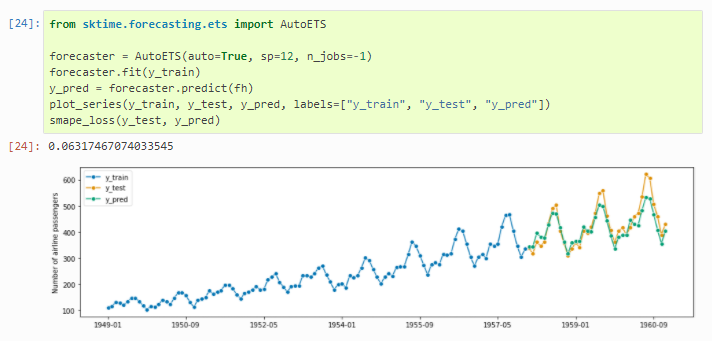 [24]: from sktime.forecasting.ets import AutoETS
forecaster = AutoETS(auto=True, sp=12, n_jobs=-1)
forecaster.fit(y_train)
y_pred = forecaster.predict(fh)
plot_series(y_train, y_test, y_pred, labels=["y_train", "y_test", "y_pred"])
smape_loss(y_test, y_pred)
[24]: 0.06317467074033545
y_train
y_test
y_pred
Number of airline passengers
600
500
400
300
200
100
1949-01 1950-09 1952-05 1954-01 1955-09 1957-05 1959-01 1960-09